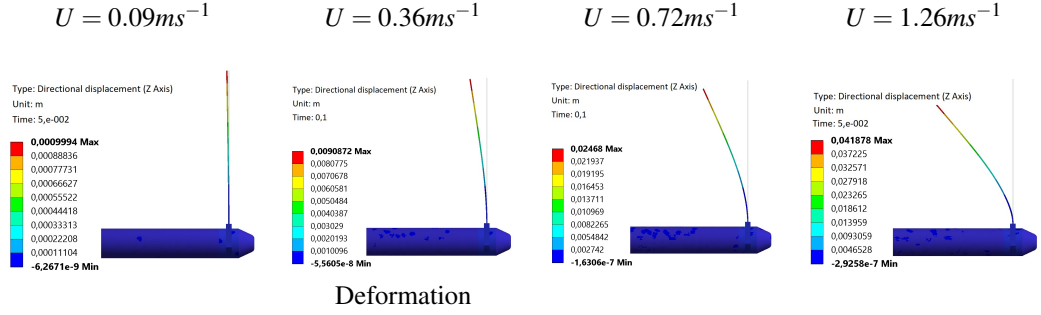 U = 0.09ms⁻¹
U = 0.36ms⁻¹
U = 0.72ms⁻¹
U = 1.26ms⁻¹
Type: Directional displacement (Z Axis)
Unit: m
Time: 5,e-002
0,0009994 Max
0,00088836
0,00077731
0,00066627
0,00055522
0,00044418
0,00033313
0,00022208
0,00011104
-6,2671e-9 Min
Type: Directional displacement (Z Axis)
Unit: m
Time: 0,1
0,0090872 Max
0,0080775
0,0070678
0,0060581
0,0050484
0,0040387
0,003029
0,0020193
0,0010096
-5,5605e-8 Min
Type: Directional displacement (Z Axis)
Unit: m
Time: 0,1
0,02468 Max
0,021937
0,019195
0,016453
0,013711
0,010969
0,0082265
0,0054842
0,002742
-1,6306e-7 Min
Type: Directional displacement (Z Axis)
Unit: m
Time: 5,e-002
0,041878 Max
0,037225
0,032571
0,027918
0,023265
0,018612
0,013959
0,0093059
0,0046528
-2,9258e-7 Min
Deformation